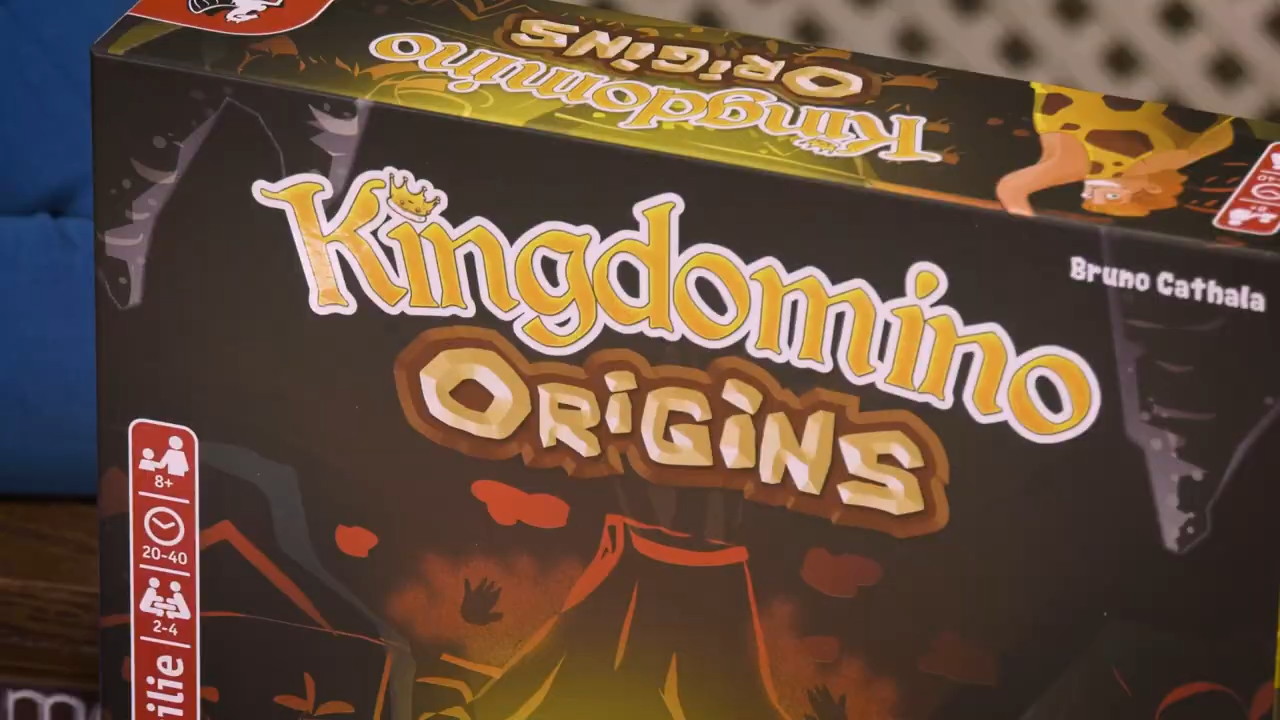 Kingdomino
ORiGiNS
Kingdomino
ORiGiNS
Bruno Cathala
8+
20-40
2-4
ilie